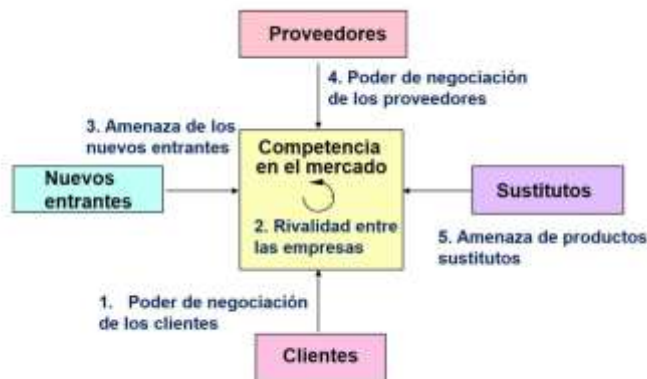 Proveedores
4. Poder de negociación
de los proveedores
3. Amenaza de los
nuevos entrantes
Competencia
en el mercado
Nuevos
entrantes
Sustitutos
2. Rivalidad entre
las empresas
5. Amenaza de productos
sustitutos
1. Poder de negociación
de los clientes
Clientes